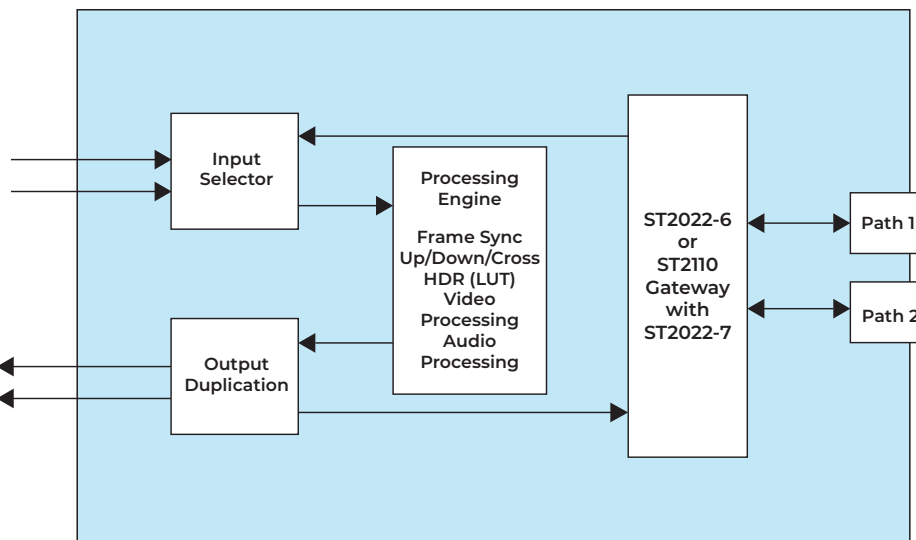 Input
Selector
Processing
Engine
Frame Sync
Up/Down/Cross
HDR (LUT)
Video
Processing
Audio
Processing
Output
Duplication
ST2022-6
or
ST2110
Gateway
with
ST2022-7
Path 1
Path 2